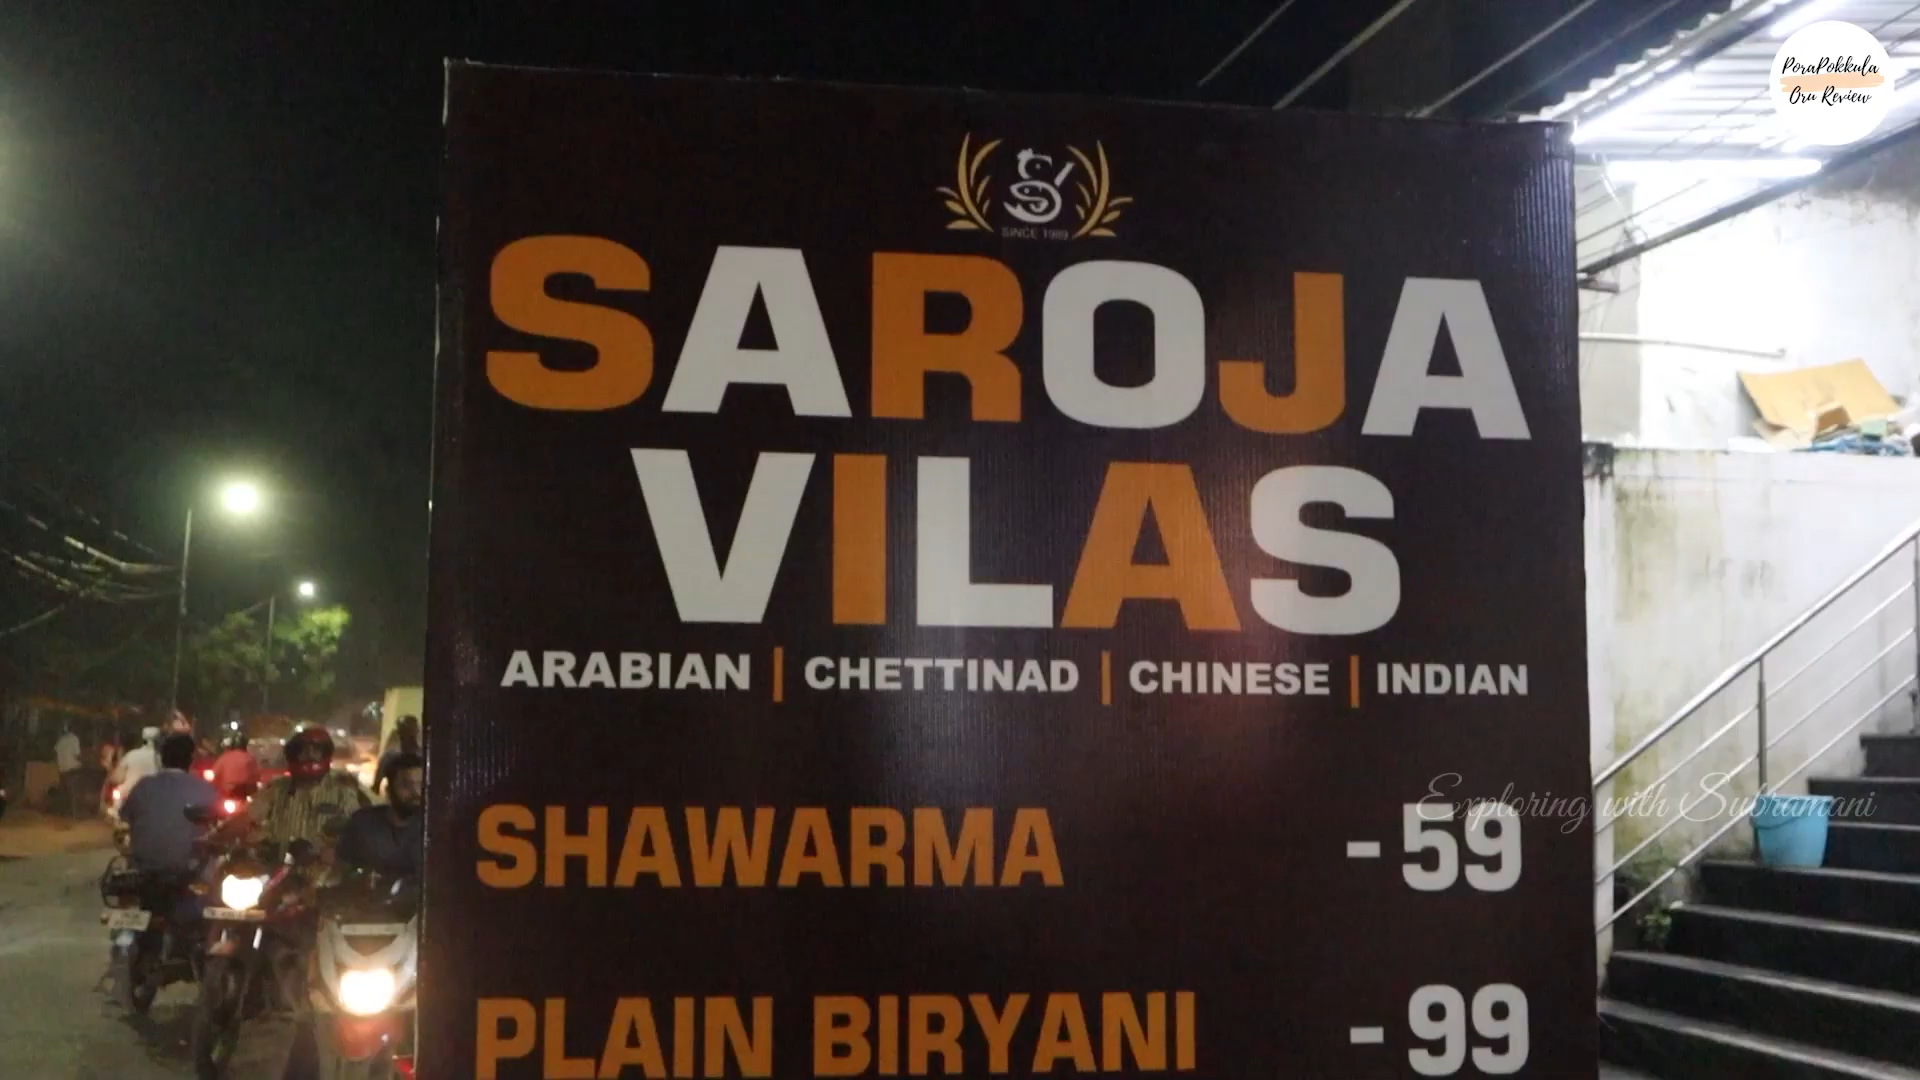 PoraPokkula
Oru Review
S
SINCE 1989
SAROJA
VILAS
ARABIAN | CHETTINAD | CHINESE | INDIAN
SHAWARMA - 59
Exploring with Subramani
PLAIN BIRYANI - 99